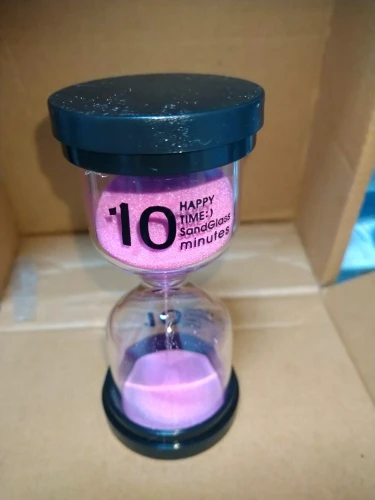 10
HAPPY
TIME:)
SandGlass
minutes